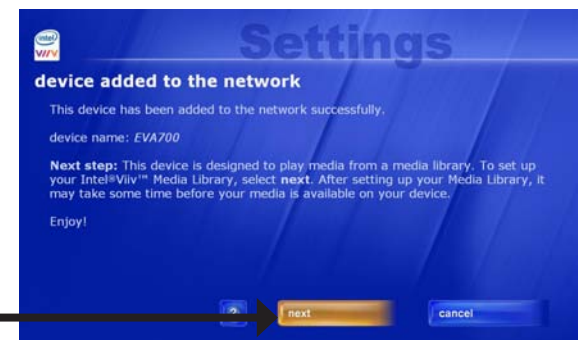 intel
VIIV
Settings
device added to the network
This device has been added to the network successfully.
device name: EVA700
Next step: This device is designed to play media from a media library. To set up
your Intel®Viiv™ Media Library, select next. After setting up your Media Library, it
may take some time before your media is available on your device.
Enjoy!
?
next
cancel